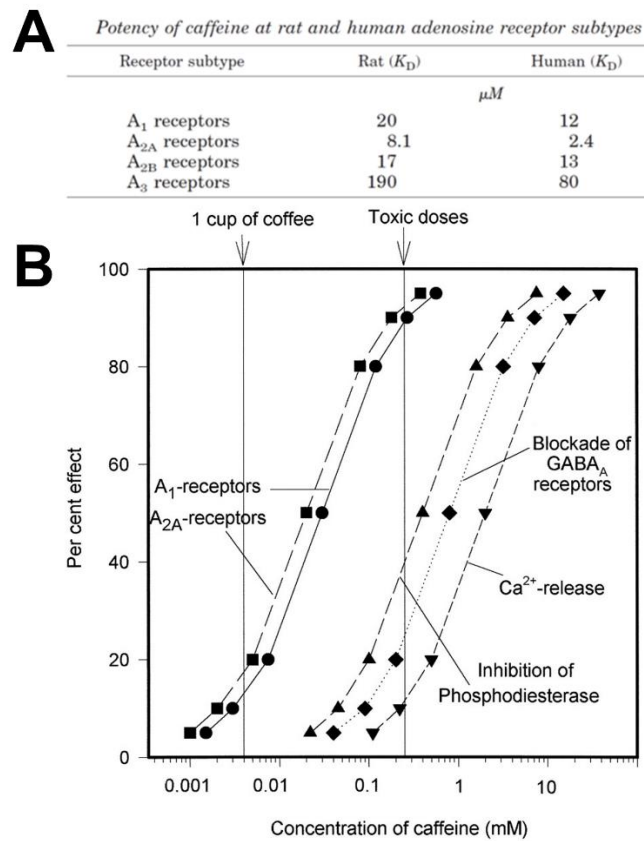 A
Potency of caffeine at rat and human adenosine receptor subtypes
Receptor subtype Rat (K_D) Human (K_D)
μM
A₁ receptors 20 12
A₂A receptors 8.1 2.4
A₂B receptors 17 13
A₃ receptors 190 80
1 cup of coffee Toxic doses
B
100
80
60
40
20
0
Per cent effect
A₁-receptors
A₂A-receptors
Blockade of
GABA_A
receptors
Ca²⁺-release
Inhibition of
Phosphodiesterase
0.001 0.01 0.1 1 10
Concentration of caffeine (mM)